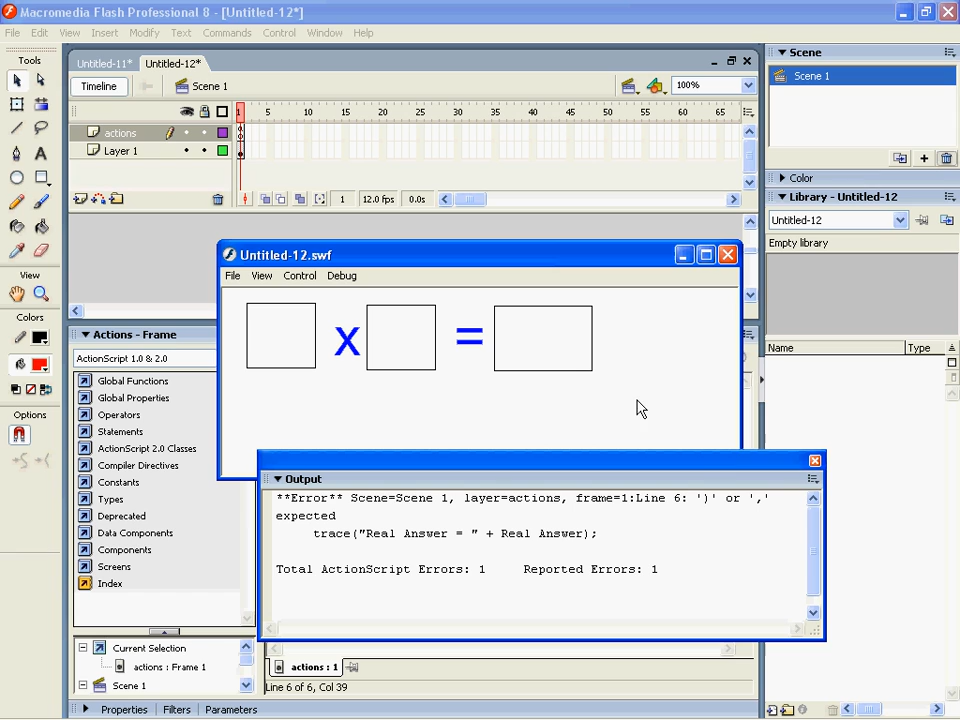 Macromedia Flash Professional 8 - [Untitled-12*]
File Edit View Insert Modify Text Commands Control Window Help
Tools
View
Colors
Options
Untitled-11* Untitled-12*
Timeline Scene 1 100%
1 5 10 15 20 25 30 35 40 45 50 55 60 65
actions
Layer 1
1 12.0 fps 0.0s
Scene
Scene 1
Color
Library - Untitled-12
Untitled-12
Empty library
Name Type
Untitled-12.swf
File View Control Debug
x =
Actions - Frame
ActionScript 1.0 & 2.0
Global Functions
Global Properties
Operators
Statements
ActionScript 2.0 Classes
Compiler Directives
Constants
Types
Deprecated
Data Components
Components
Screens
Index
Current Selection
actions : Frame 1
Scene 1
Output
**Error** Scene=Scene 1, layer=actions, frame=1:Line 6: ')' or ','
expected
trace("Real Answer = " + Real Answer);
Total ActionScript Errors: 1 Reported Errors: 1
actions : 1
Line 6 of 6, Col 39
Properties Filters Parameters